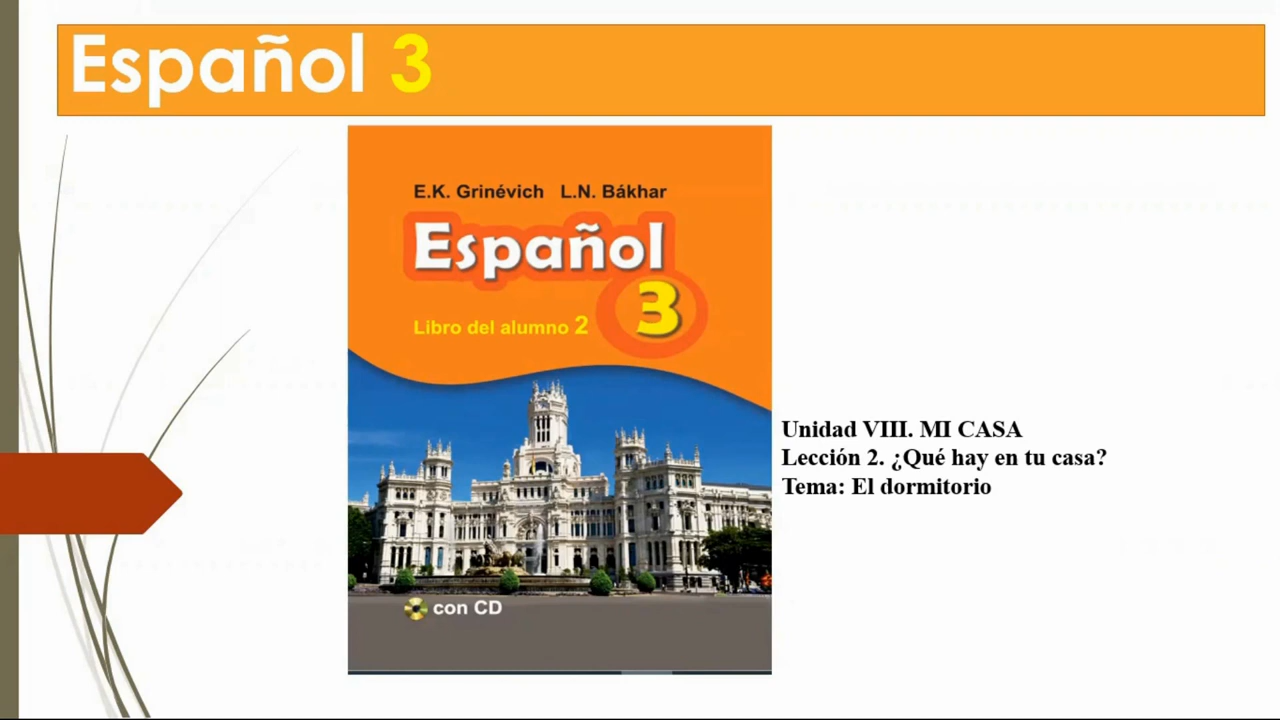 Español 3
E.K. Grinévich L.N. Bákhar
Español
3
Libro del alumno 2
con CD
Unidad VIII. MI CASA
Lección 2. ¿Qué hay en tu casa?
Tema: El dormitorio